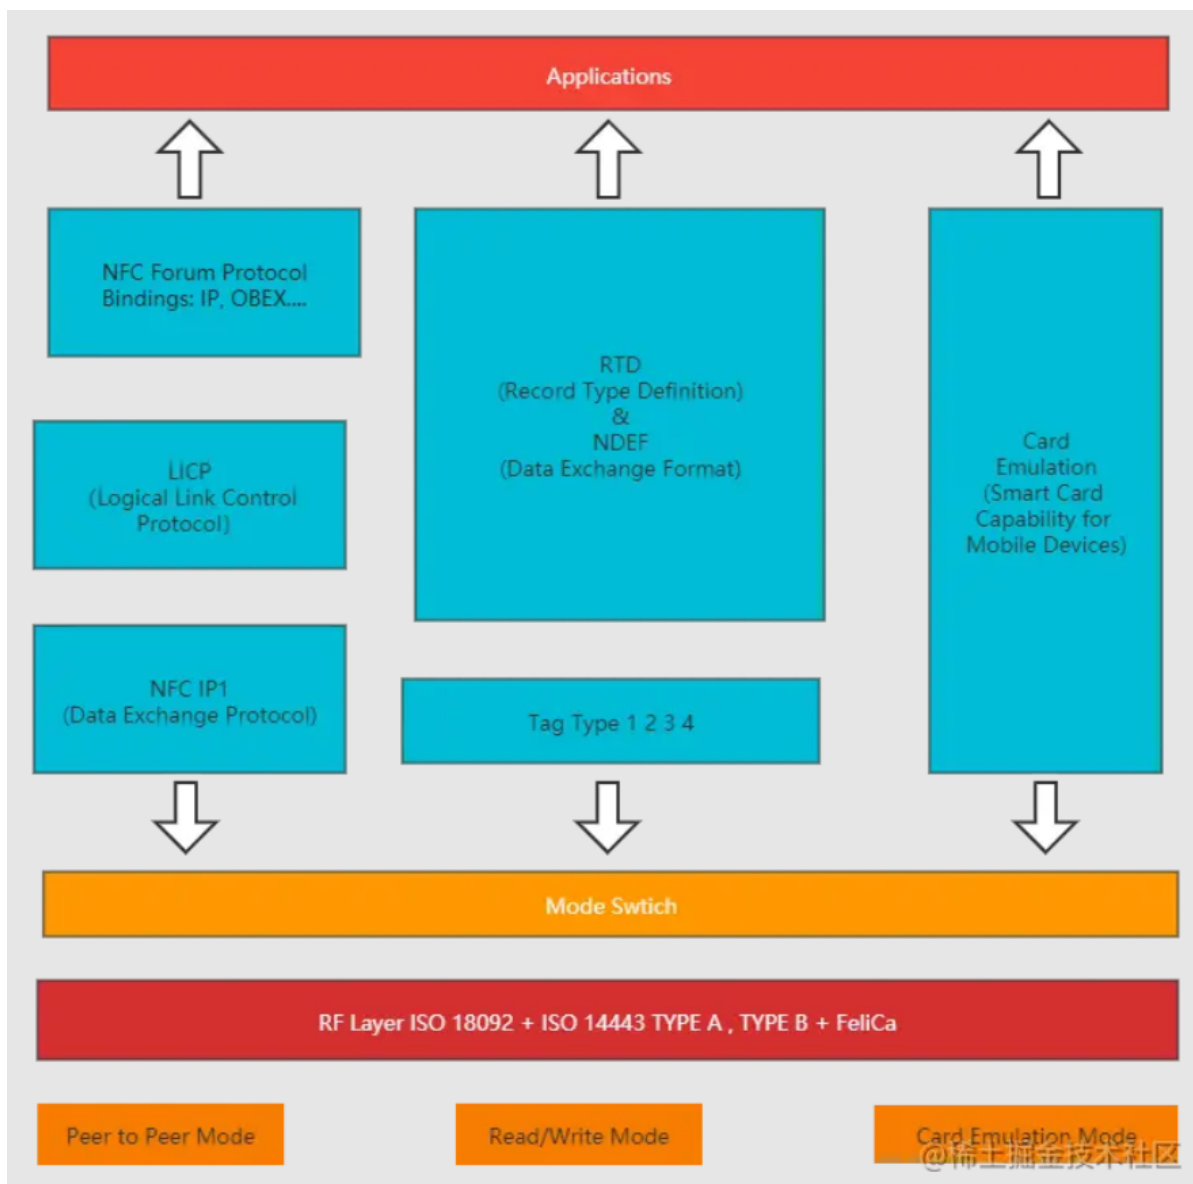 Applications
NFC Forum Protocol
Bindings: IP, OBEX....
RTD
(Record Type Definition)
&
NDEF
(Data Exchange Format)
Card
Emulation
(Smart Card
Capability for
Mobile Devices)
LICP
(Logical Link Control
Protocol)
NFC IP1
(Data Exchange Protocol)
Tag Type 1 2 3 4
Mode Swtich
RF Layer ISO 18092 + ISO 14443 TYPE A , TYPE B + FeliCa
Peer to Peer Mode
Read/Write Mode
Card Emulation Mode
@稀土掘金技术社区